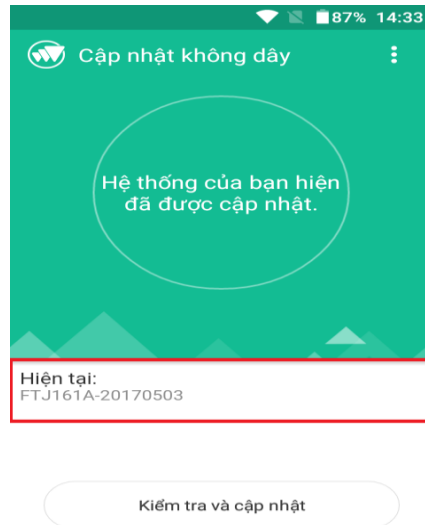 87% 14:33
Cập nhật không dây
Hệ thống của bạn hiện
đã được cập nhật.
Hiện tại:
FTJ161A-20170503
Kiểm tra và cập nhật